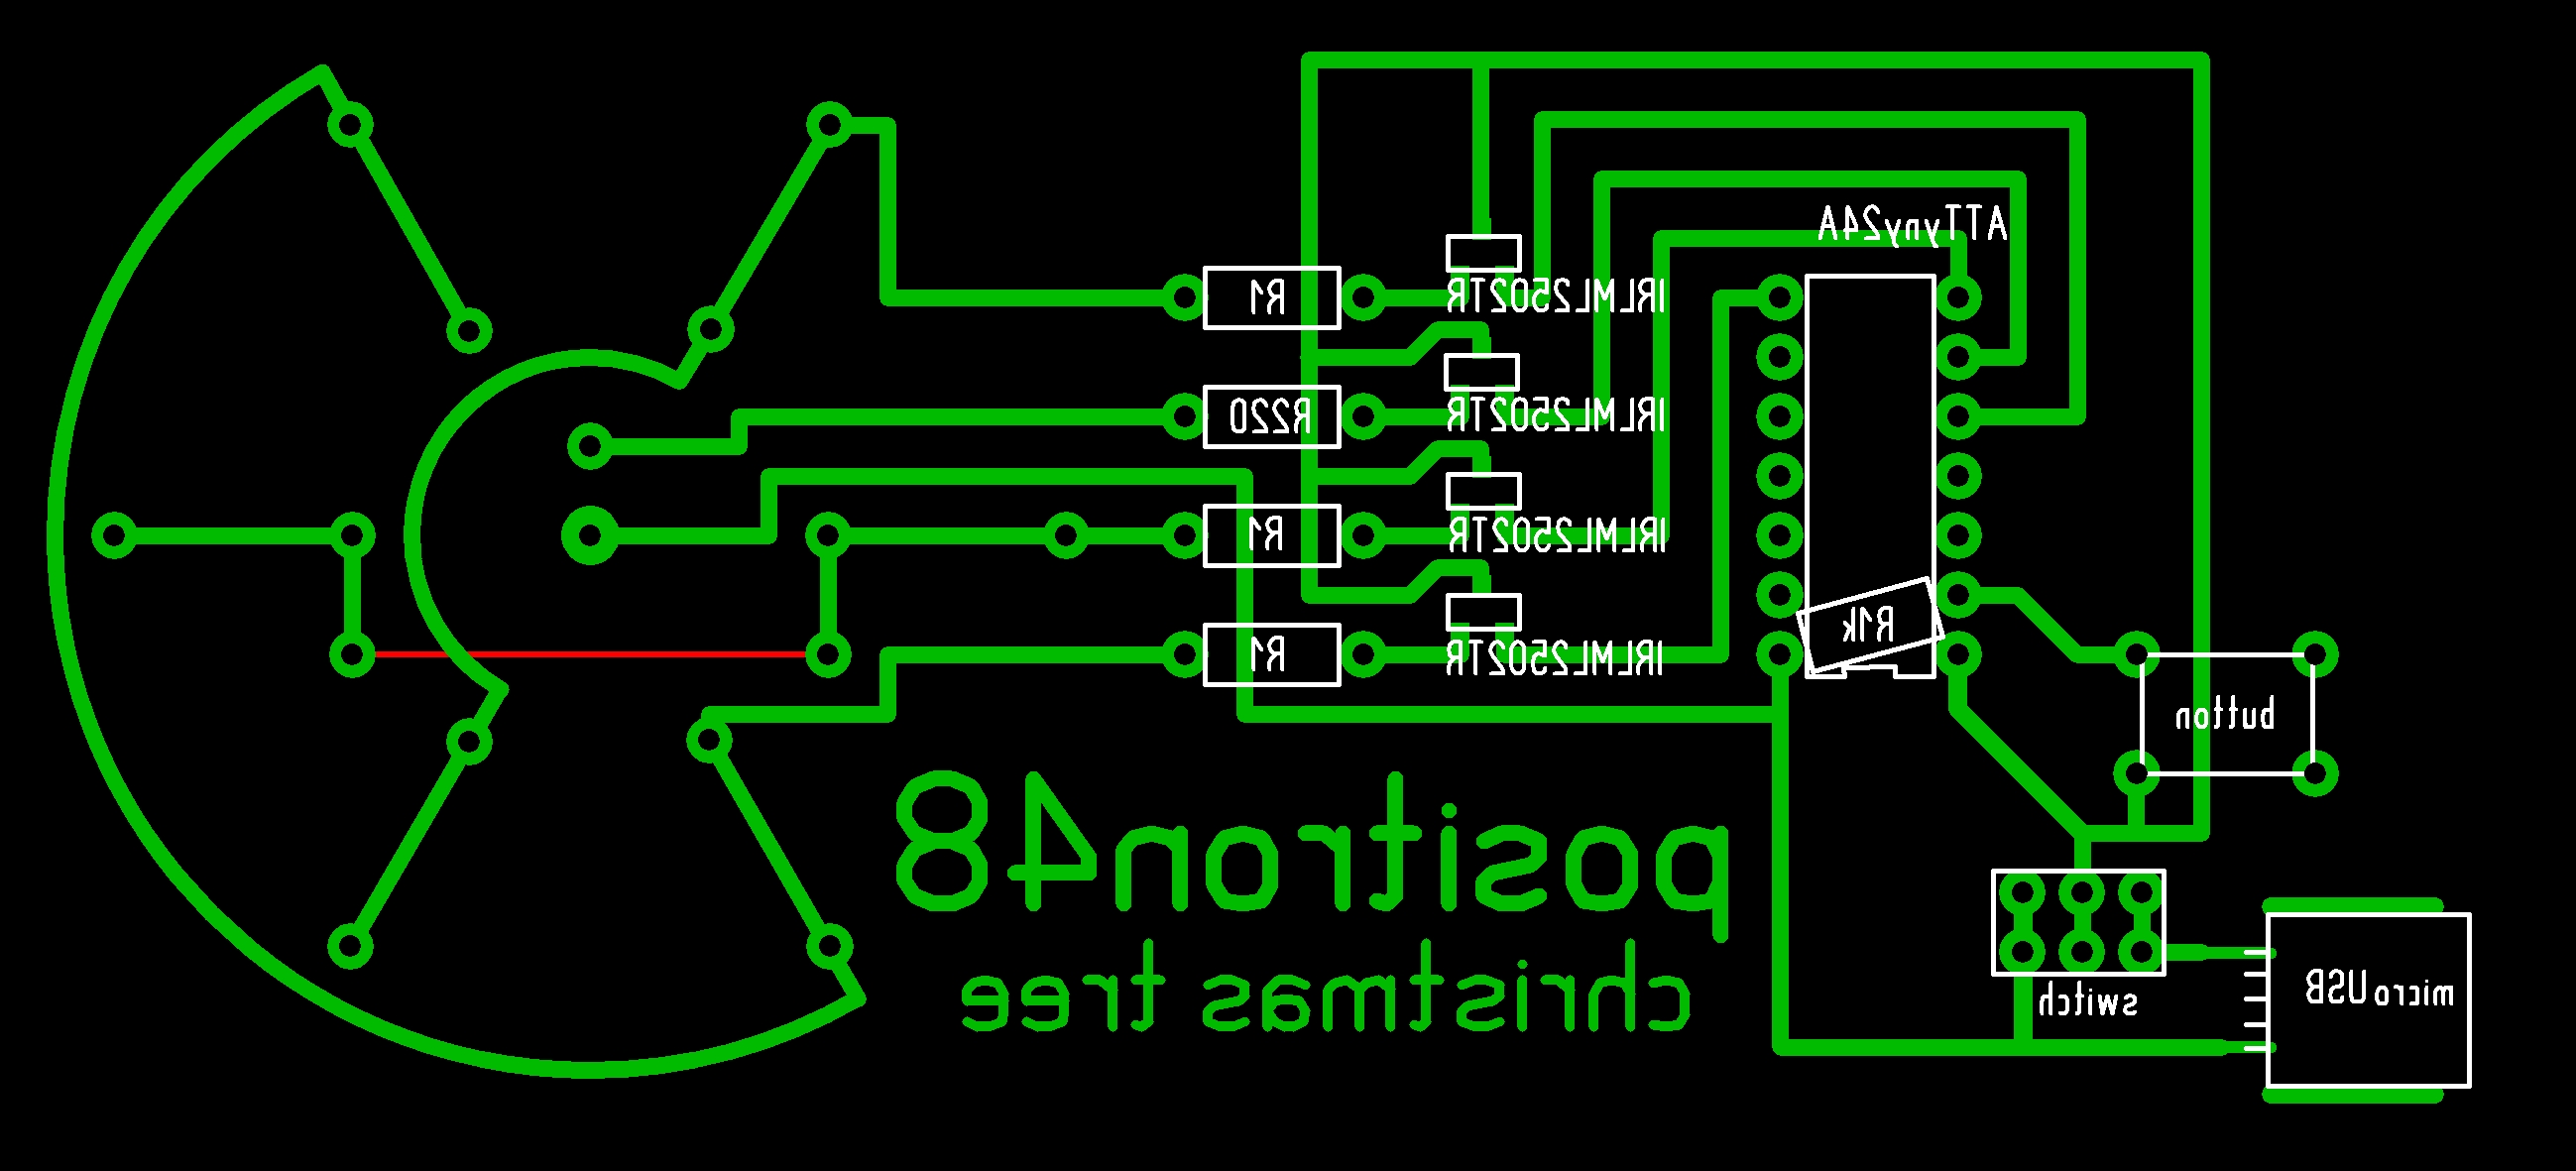 ATTyny24A
R1
IRLML2502TR
R220
IRLML2502TR
R1
IRLML2502TR
R1k
R1
IRLML2502TR
button
positron48
christmas tree
switch
microUSB